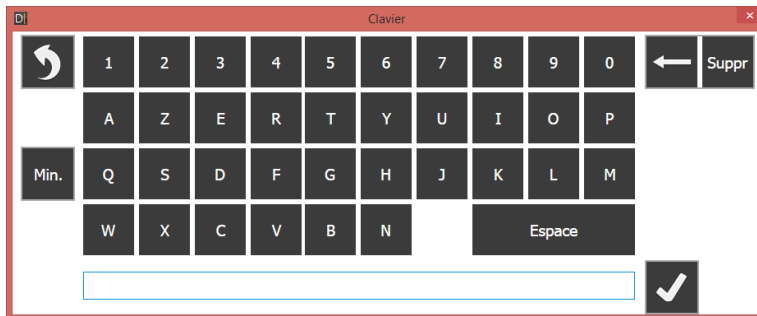 D! Clavier ×
1 2 3 4 5 6 7 8 9 0 Suppr
A Z E R T Y U I O P
Min. Q S D F G H J K L M
W X C V B N Espace